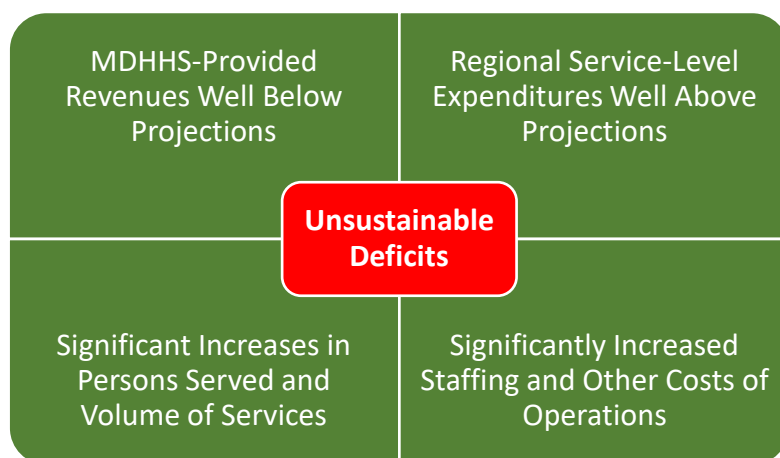 MDHHS-Provided
Revenues Well Below
Projections
Regional Service-Level
Expenditures Well Above
Projections
Unsustainable
Deficits
Significant Increases in
Persons Served and
Volume of Services
Significantly Increased
Staffing and Other Costs of
Operations